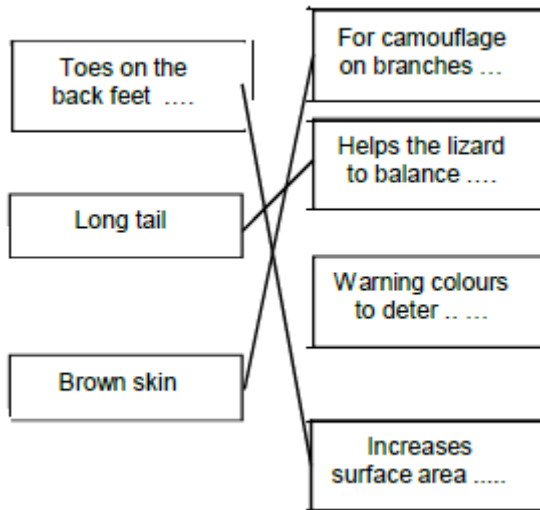 Toes on the
back feet ....
Long tail
Brown skin
For camouflage
on branches ...
Helps the lizard
to balance ....
Warning colours
to deter .. ...
Increases
surface area .....